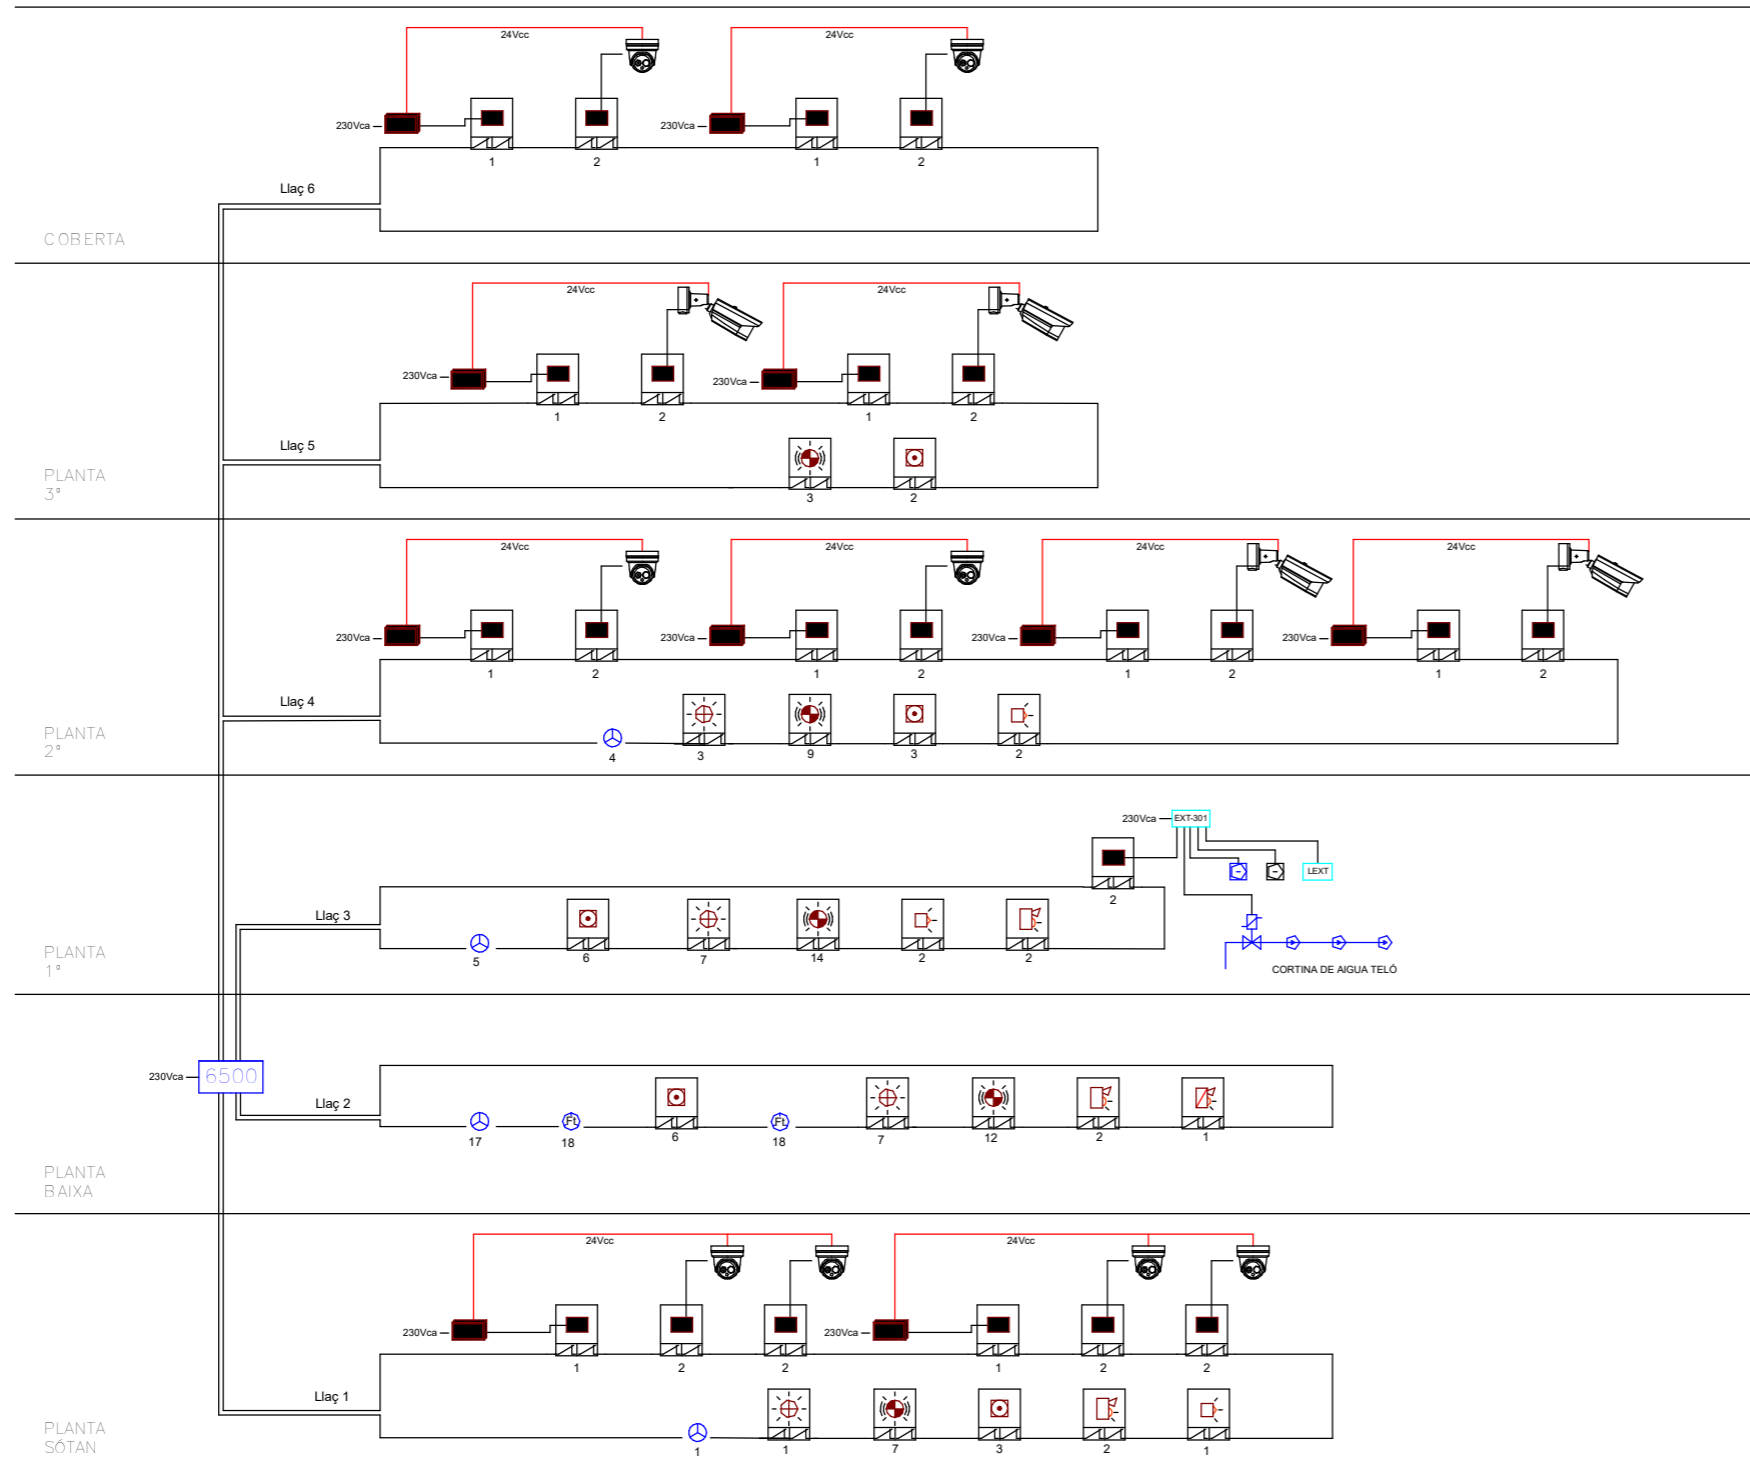 24Vcc
24Vcc
230Vca
230Vca
1
2
1
2
Llaç 6
COBERTA
24Vcc
24Vcc
230Vca
230Vca
1
2
1
2
Llaç 5
PLANTA
3ª
3
2
24Vcc
24Vcc
24Vcc
24Vcc
230Vca
230Vca
230Vca
230Vca
1
2
1
2
1
2
1
2
Llaç 4
PLANTA
2ª
4
3
9
3
2
230Vca
EXT-301
LEXT
2
Llaç 3
PLANTA
1ª
5
6
7
14
2
2
CORTINA DE AIGUA TELÓ
230Vca
6500
Llaç 2
Ft
Ft
17
18
6
18
7
12
2
1
PLANTA
BAIXA
24Vcc
24Vcc
230Vca
230Vca
1
2
2
1
2
2
Llaç 1
PLANTA
SÓTAN
1
1
7
3
2
1